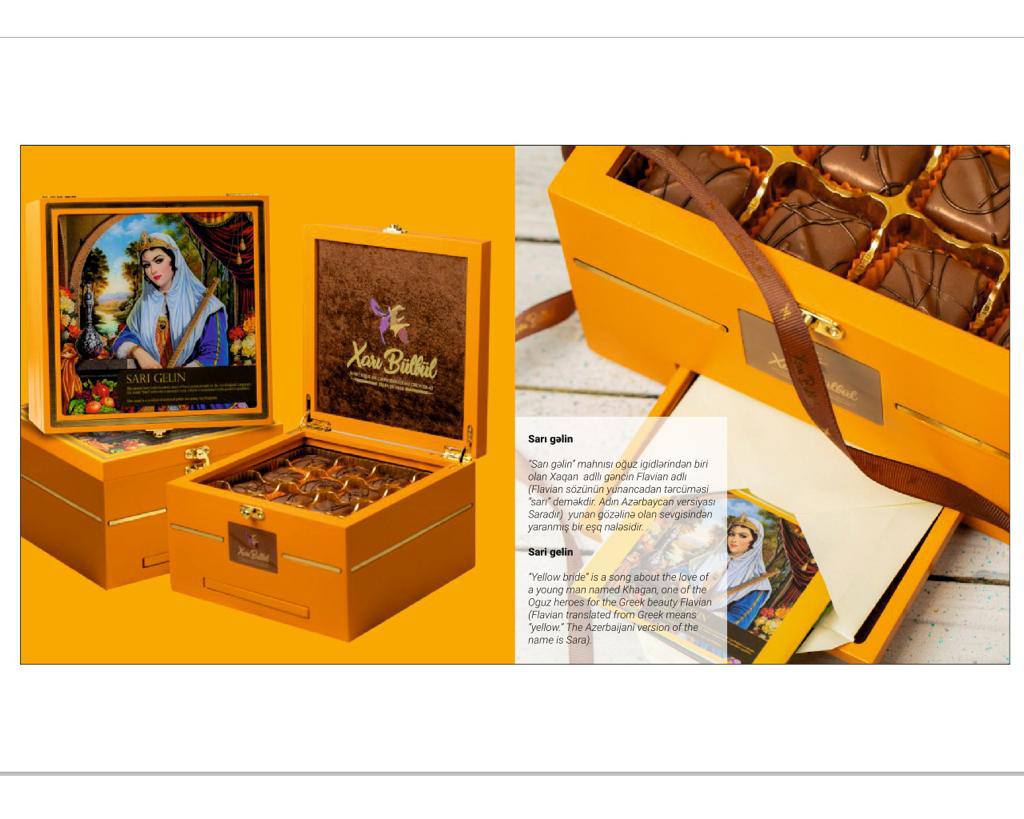 SARI GELIN
Xarı Bülbül
Xarı Bülbül
Xarı Bülbül
Sarı gəlin
"Sarı gəlin" mahnısı oğuz igidlərindən biri
olan Xaqan adllı gəncin Flavian adlı
(Flavian sözünün yunancadan tərcüməsi
"sarı" deməkdir. Adın Azərbaycan versiyası
Saradır) yunan gözəlinə olan sevgisindən
yaranmış bir eşq naləsidir.
Sari gelin
"Yellow bride" is a song about the love of
a young man named Khagan, one of the
Oguz heroes for the Greek beauty Flavian
(Flavian translated from Greek means
"yellow." The Azerbaijani version of the
name is Sara).